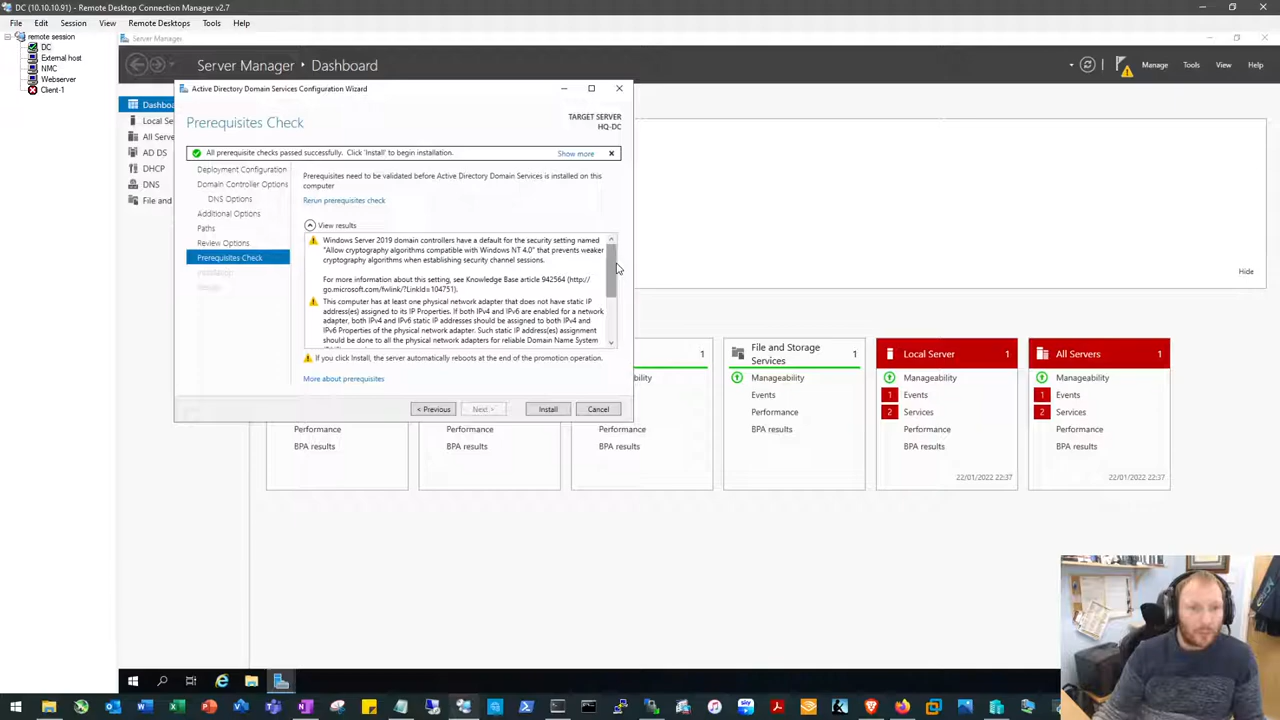 DC (10.10.10.91) - Remote Desktop Connection Manager v2.7
File Edit Session View Remote Desktops Tools Help
remote session
DC
External host
NMC
Webserver
Client-1
Server Manager
Server Manager • Dashboard
Manage Tools View Help
Dashbo
Local Se
All Serve
AD DS
DHCP
DNS
File and
Active Directory Domain Services Configuration Wizard
Prerequisites Check
TARGET SERVER
HQ-DC
All prerequisite checks passed successfully. Click 'Install' to begin installation.
Show more
Deployment Configuration
Domain Controller Options
DNS Options
Additional Options
Paths
Review Options
Prerequisites Check
Prerequisites need to be validated before Active Directory Domain Services is installed on this
computer
Rerun prerequisites check
View results
Windows Server 2019 domain controllers have a default for the security setting named
"Allow cryptography algorithms compatible with Windows NT 4.0" that prevents weaker
cryptography algorithms when establishing security channel sessions.
For more information about this setting, see Knowledge Base article 942564 (http://
go.microsoft.com/fwlink/?LinkId=104751).
This computer has at least one physical network adapter that does not have static IP
address(es) assigned to its IP Properties. If both IPv4 and IPv6 are enabled for a network
adapter, both IPv4 and IPv6 static IP addresses should be assigned to both IPv4 and
IPv6 Properties of the physical network adapter. Such static IP address(es) assignment
should be done to all the physical network adapters for reliable Domain Name System
If you click Install, the server automatically reboots at the end of the promotion operation.
More about prerequisites
< Previous Next > Install Cancel
Hide
1
bility
Performance
BPA results
Performance
BPA results
Performance
BPA results
File and Storage
Services
1
Manageability
Events
Performance
BPA results
Local Server 1
Manageability
1 Events
2 Services
Performance
BPA results
22/01/2022 22:37
All Servers 1
Manageability
1 Events
2 Services
Performance
BPA results
22/01/2022 22:37